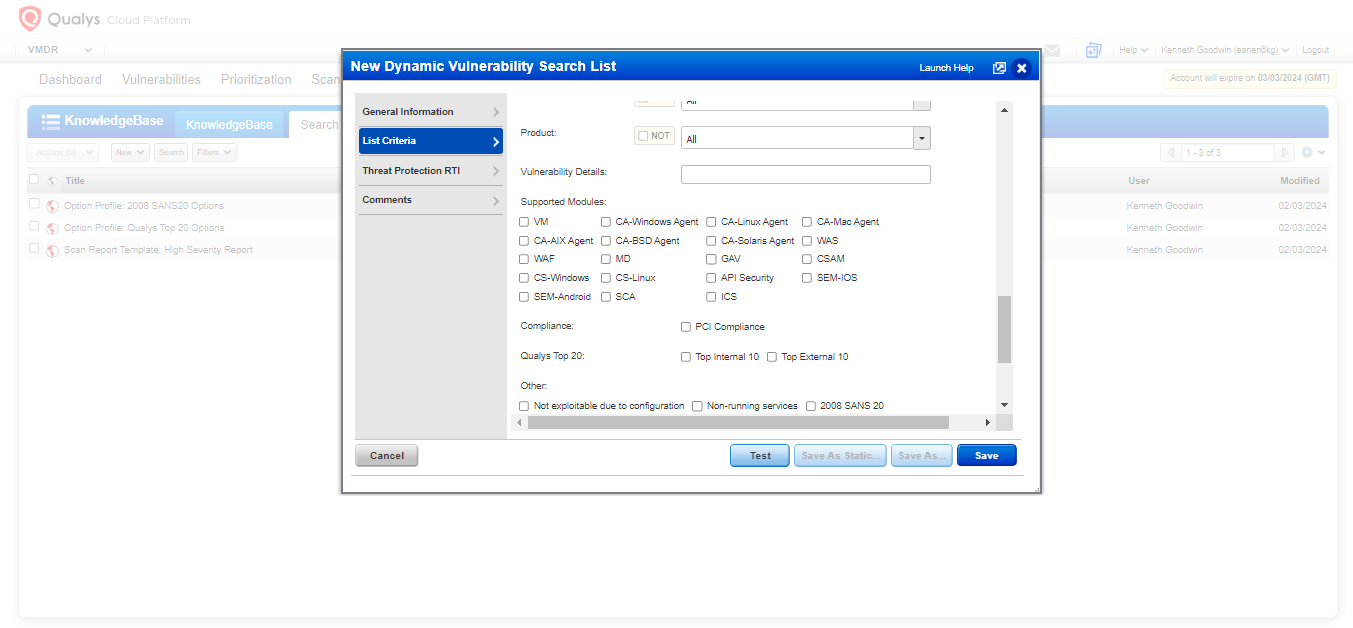 Qualys. Cloud Platform
VMDR
Help
Kenneth Goodwin (eaner8kg)
Logout
Dashboard
Vulnerabilities
Prioritization
Scan
Account will expire on 03/03/2024 (GMT)
New Dynamic Vulnerability Search List
Launch Help
KnowledgeBase
KnowledgeBase
Search
Actions (0)
New
Search
Filters
1 - 3 of 3
Title
User
Modified
Option Profile: 2008 SANS20 Options
Kenneth Goodwin
02/03/2024
Option Profile: Qualys Top 20 Options
Kenneth Goodwin
02/03/2024
Scan Report Template: High Severity Report
Kenneth Goodwin
02/03/2024
General Information
List Criteria
Threat Protection RTI
Comments
All
Product:
NOT
All
Vulnerability Details:
Supported Modules:
VM
CA-Windows Agent
CA-Linux Agent
CA-Mac Agent
CA-AIX Agent
CA-BSD Agent
CA-Solaris Agent
WAS
WAF
MD
GAV
CSAM
CS-Windows
CS-Linux
API Security
SEM-IOS
SEM-Android
SCA
ICS
Compliance:
PCI Compliance
Qualys Top 20:
Top Internal 10
Top External 10
Other:
Not exploitable due to configuration
Non-running services
2008 SANS 20
Cancel
Test
Save As Static...
Save As...
Save